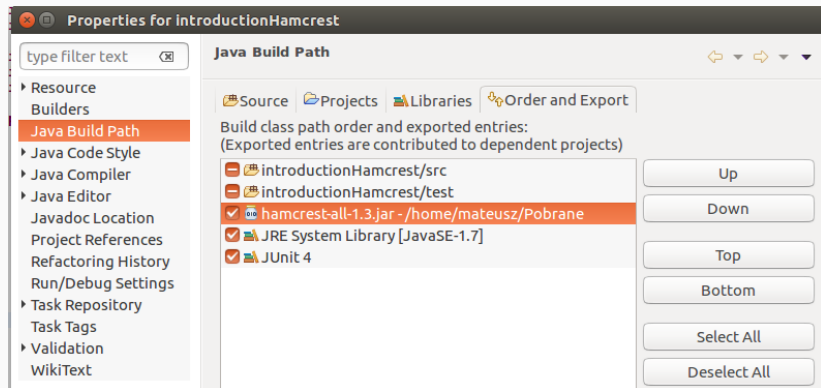 Properties for introductionHamcrest
type filter text
Resource
Builders
Java Build Path
Java Code Style
Java Compiler
Java Editor
Javadoc Location
Project References
Refactoring History
Run/Debug Settings
Task Repository
Task Tags
Validation
WikiText
Java Build Path
Source Projects Libraries Order and Export
Build class path order and exported entries:
(Exported entries are contributed to dependent projects)
introductionHamcrest/src
introductionHamcrest/test
hamcrest-all-1.3.jar - /home/mateusz/Pobrane
JRE System Library [JavaSE-1.7]
JUnit 4
Up
Down
Top
Bottom
Select All
Deselect All